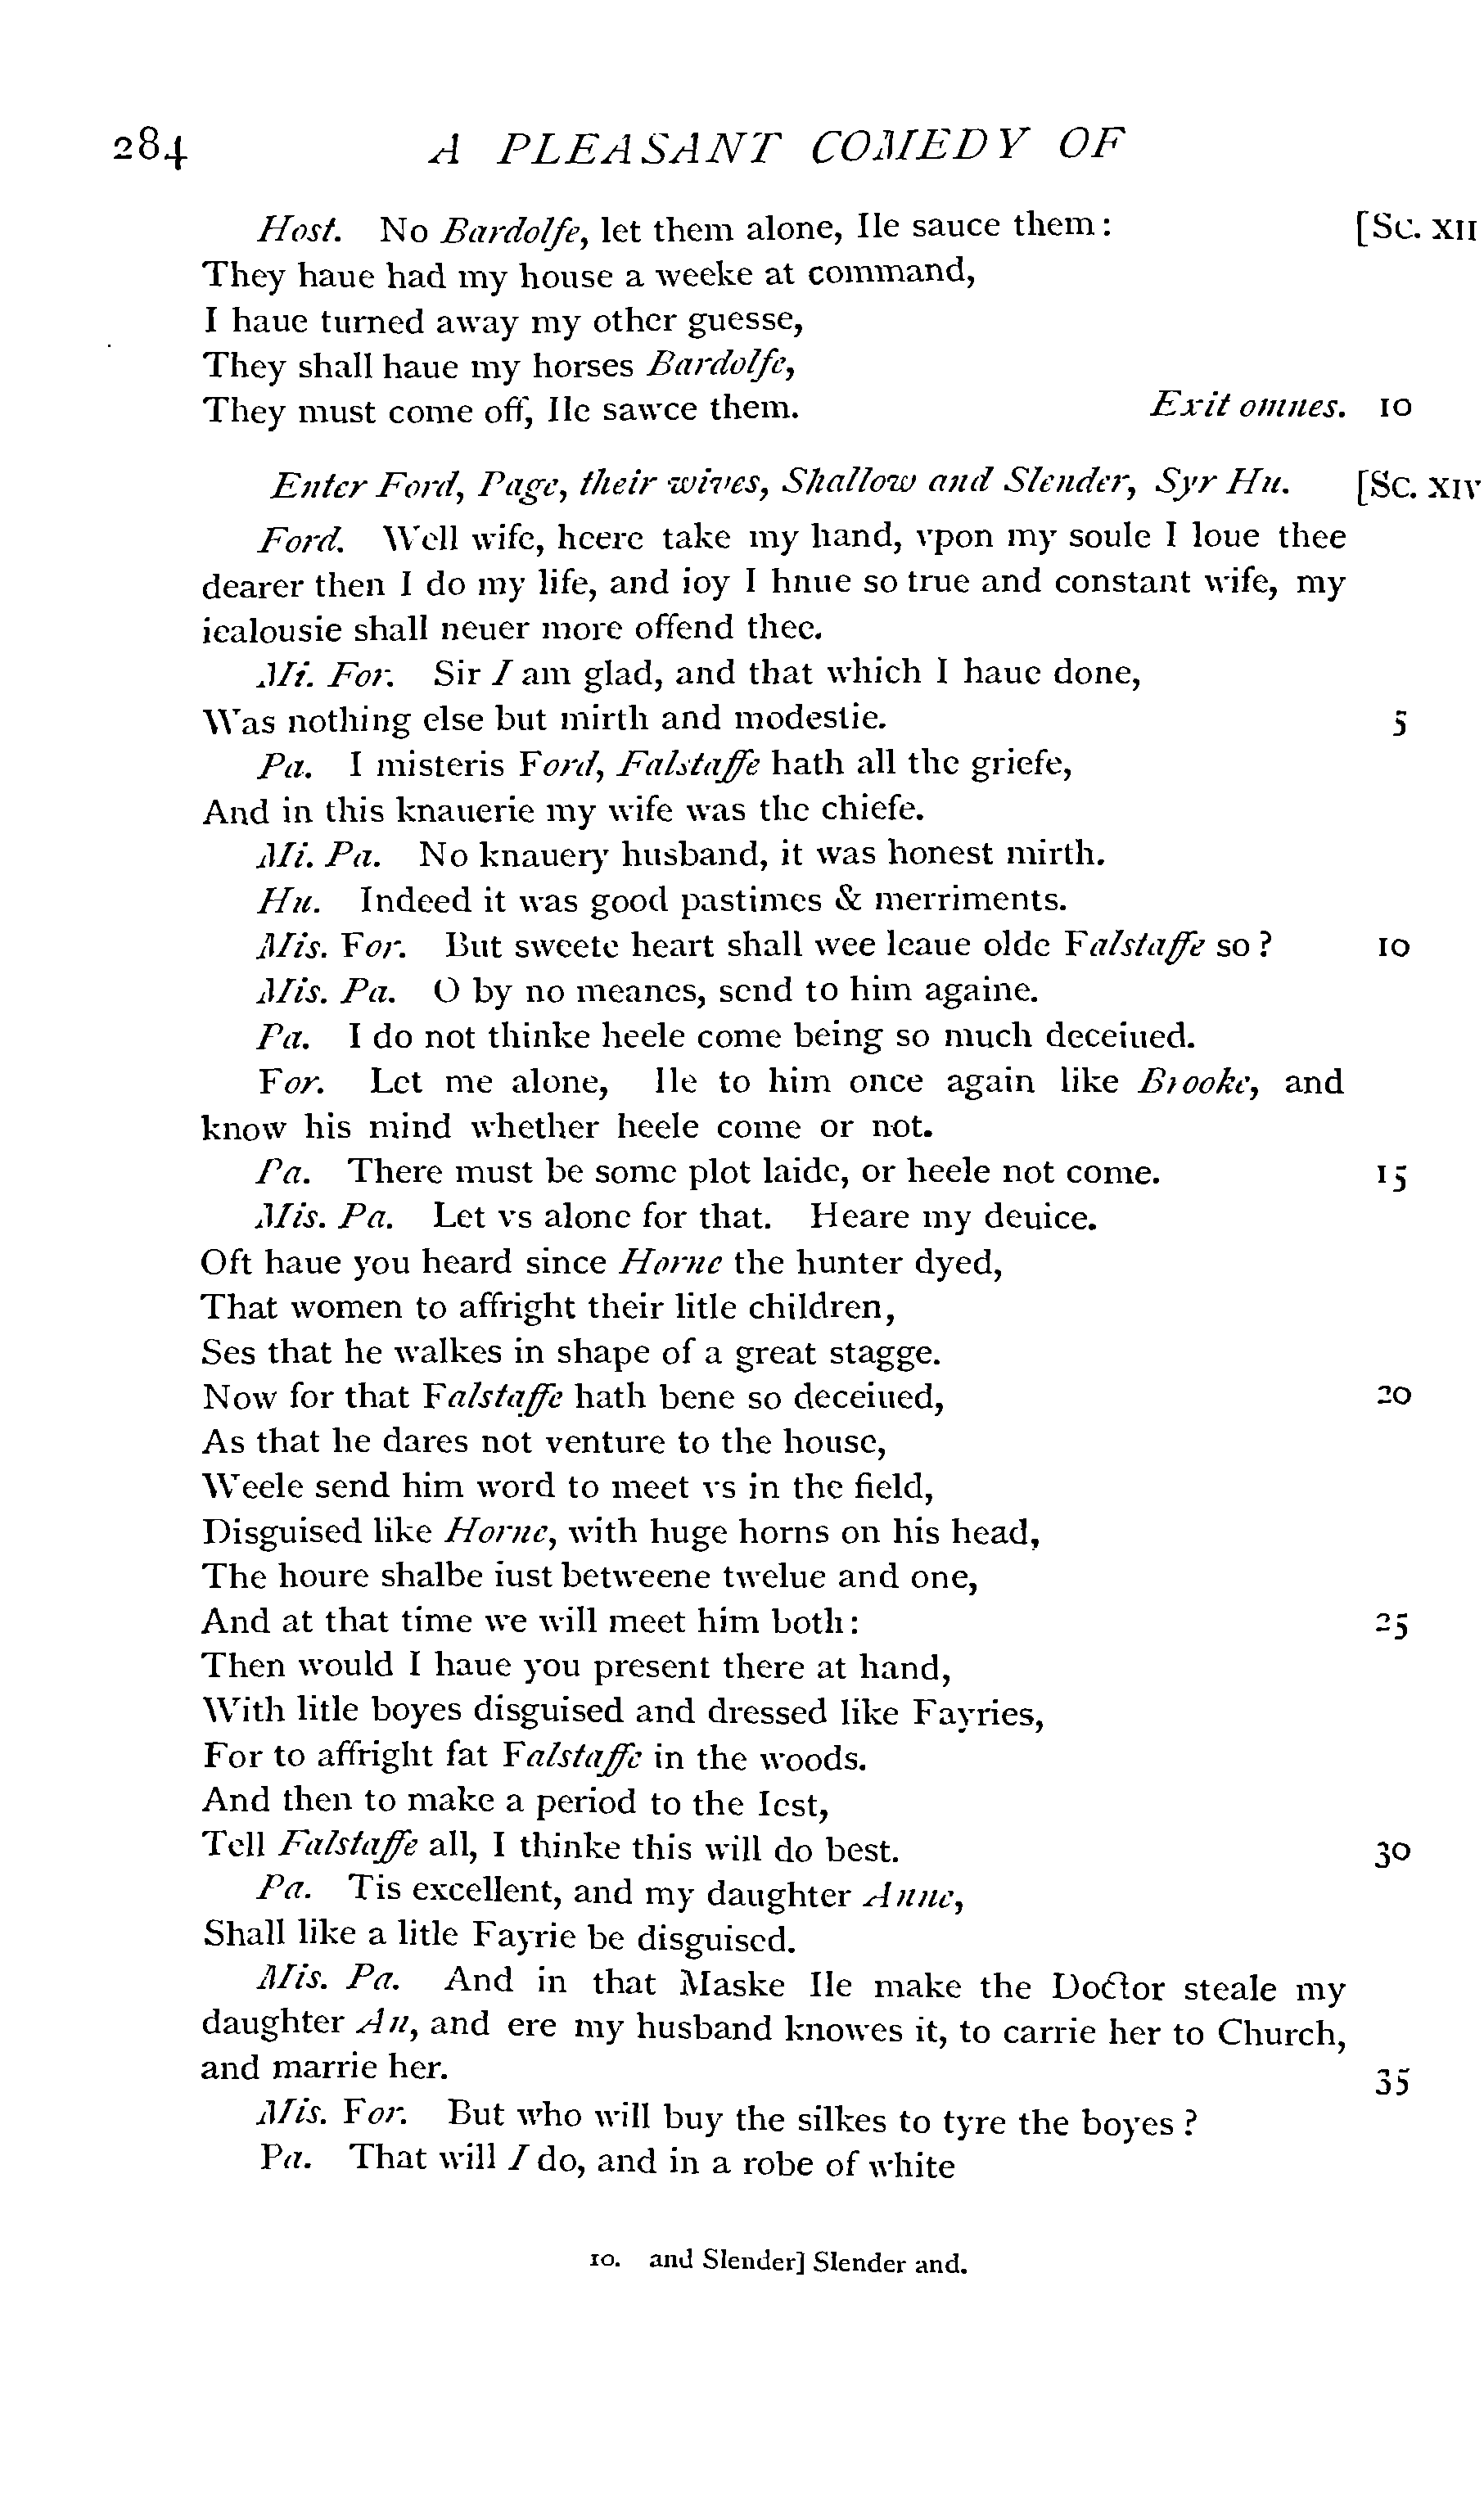 284 A PLEASANT COMEDY OF
Host. No Bardolfe, let them alone, Ile sauce them: [Sc. XII
They haue had my house a weeke at command,
I haue turned away my other guesse,
They shall haue my horses Bardolfe,
They must come off, Ile sawce them. Exit omnes. 10
Enter Ford, Page, their wives, Shallow and Slender, Syr Hu. [Sc. XIV
Ford. Well wife, heere take my hand, vpon my soule I loue thee
dearer then I do my life, and ioy I hnue so true and constant wife, my
iealousie shall neuer more offend thee.
Mi. For. Sir I am glad, and that which I haue done,
Was nothing else but mirth and modestie. 5
Pa. I misteris Ford, Falstaffe hath all the griefe,
And in this knauerie my wife was the chiefe.
Mi. Pa. No knauery husband, it was honest mirth.
Hu. Indeed it was good pastimes & merriments.
Mis. For. But sweete heart shall wee leaue olde Falstaffe so ? 10
Mis. Pa. O by no meanes, send to him againe.
Pa. I do not thinke heele come being so much deceiued.
For. Let me alone, Ile to him once again like Brooke, and
know his mind whether heele come or not.
Pa. There must be some plot laide, or heele not come. 15
Mis. Pa. Let vs alone for that. Heare my deuice.
Oft haue you heard since Horne the hunter dyed,
That women to affright their litle children,
Ses that he walkes in shape of a great stagge.
Now for that Falstaffe hath bene so deceiued, 20
As that he dares not venture to the house,
Weele send him word to meet vs in the field,
Disguised like Horne, with huge horns on his head,
The houre shalbe iust betweene twelue and one,
And at that time we will meet him both: 25
Then would I haue you present there at hand,
With litle boyes disguised and dressed like Fayries,
For to affright fat Falstaffe in the woods.
And then to make a period to the Iest,
Tell Falstaffe all, I thinke this will do best. 30
Pa. Tis excellent, and my daughter Anne,
Shall like a litle Fayrie be disguised.
Mis. Pa. And in that Maske Ile make the Doctor steale my
daughter An, and ere my husband knowes it, to carrie her to Church,
and marrie her. 35
Mis. For. But who will buy the silkes to tyre the boyes ?
Pa. That will I do, and in a robe of white
10. and Slender] Slender and.